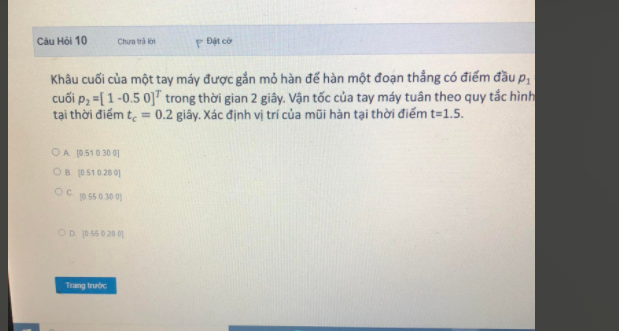 Câu Hỏi 10 Chưa trả lời Đặt cờ
Khâu cuối của một tay máy được gắn mỏ hàn để hàn một đoạn thẳng có điểm đầu p₁
cuối p₂ =[ 1 -0.5 0]ᵀ trong thời gian 2 giây. Vận tốc của tay máy tuân theo quy tắc hình
tại thời điểm t_c = 0.2 giây. Xác định vị trí của mũi hàn tại thời điểm t=1.5.
A. [0.51 0.30 0]
B. [0.51 0.28 0]
C. [0.55 0.30 0]
D. [0.55 0.28 0]
Trang trước